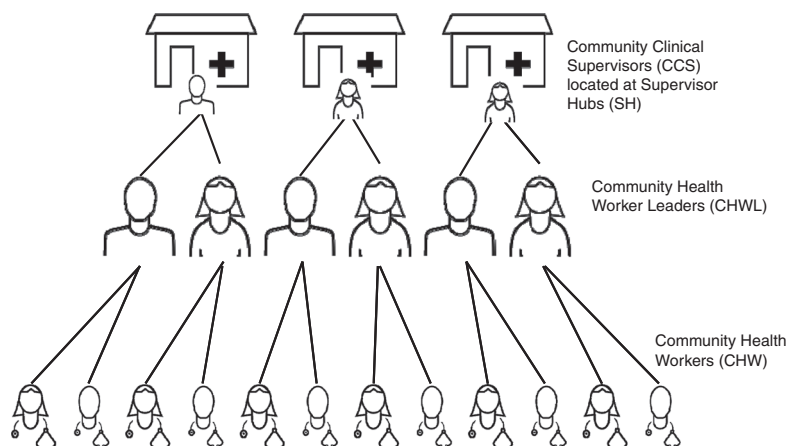 Community Clinical
Supervisors (CCS)
located at Supervisor
Hubs (SH)
Community Health
Worker Leaders (CHWL)
Community Health
Workers (CHW)